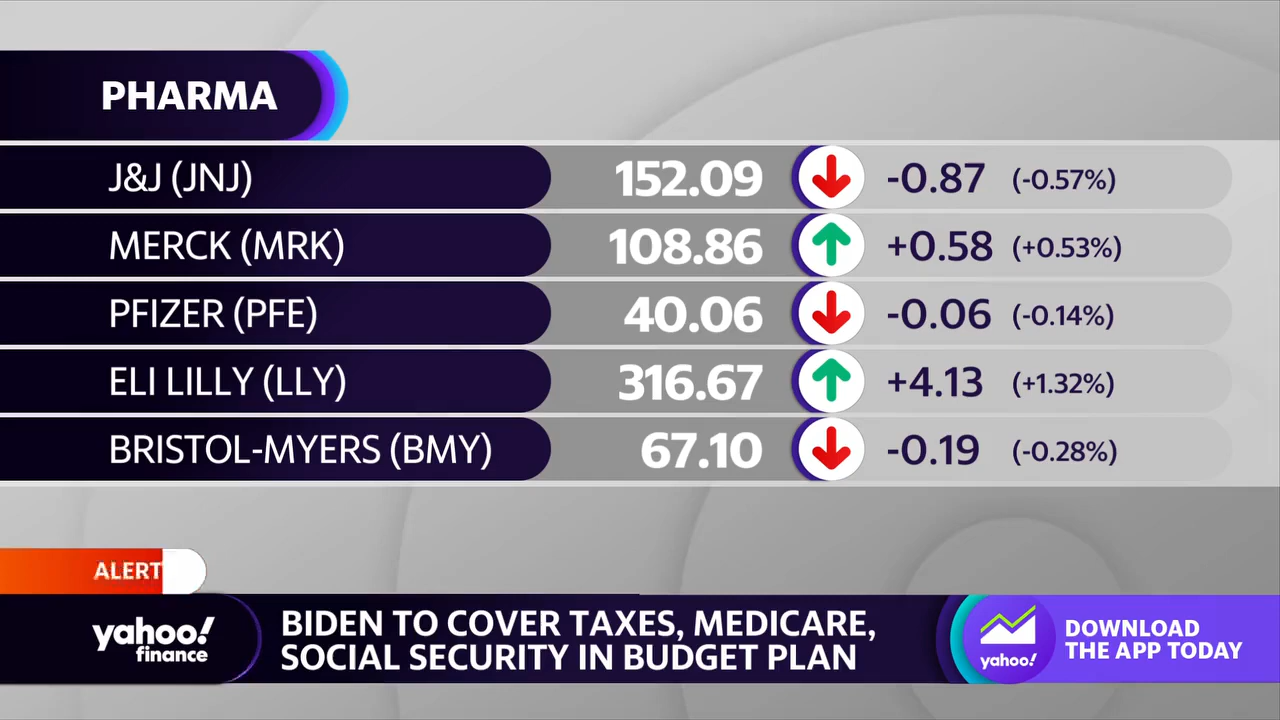 PHARMA
J&J (JNJ) 152.09 -0.87 (-0.57%)
MERCK (MRK) 108.86 +0.58 (+0.53%)
PFIZER (PFE) 40.06 -0.06 (-0.14%)
ELI LILLY (LLY) 316.67 +4.13 (+1.32%)
BRISTOL-MYERS (BMY) 67.10 -0.19 (-0.28%)
ALERT
yahoo!
finance
BIDEN TO COVER TAXES, MEDICARE,
SOCIAL SECURITY IN BUDGET PLAN
yahoo!
DOWNLOAD
THE APP TODAY